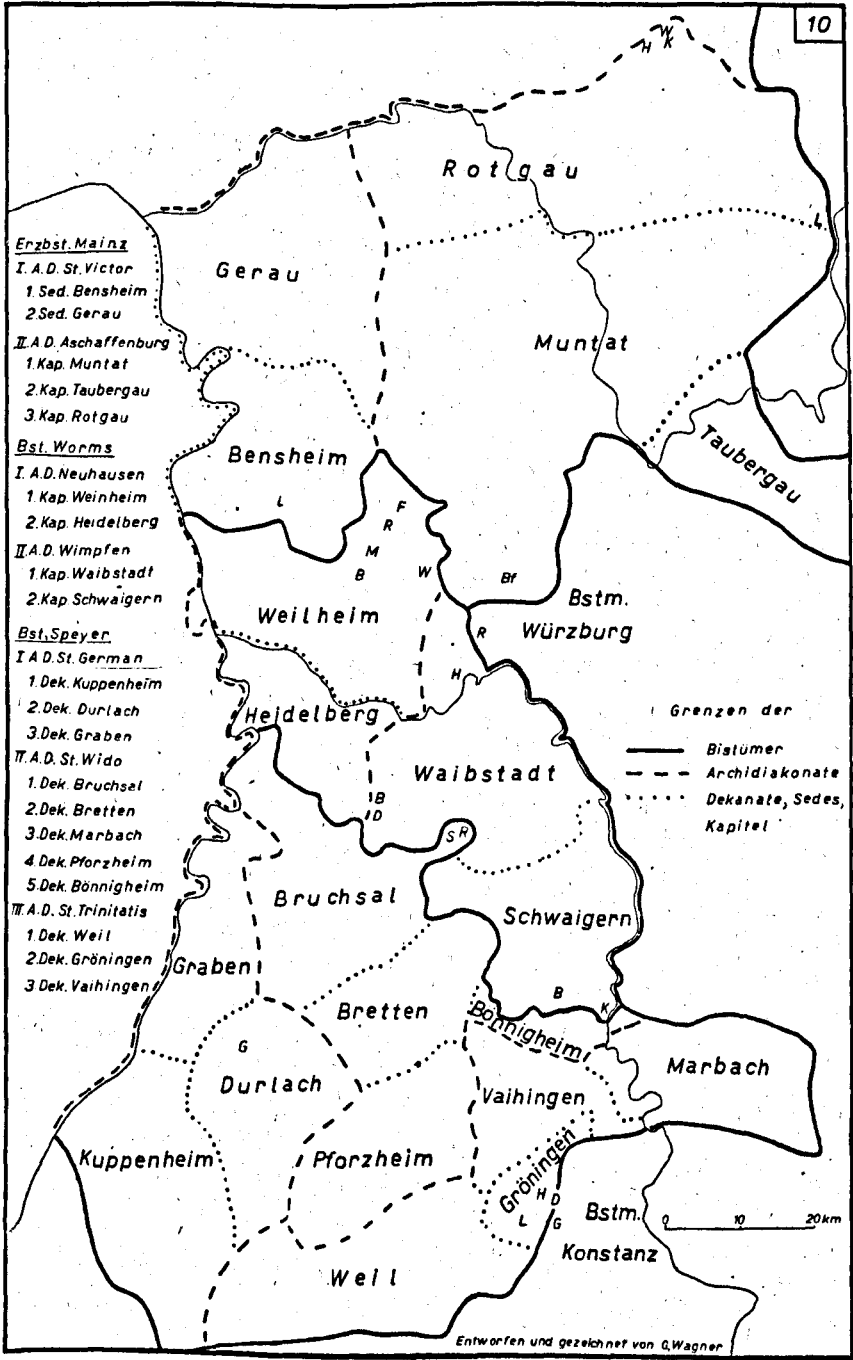 10
H
W
K
Rotgau
L
Gerau
Muntat
Taubergau
Bensheim
L
F
R
M
B
W
Bf
Weilheim
R
H
Bstm.
Würzburg
Heidelberg
Waibstadt
B
D
S R
Bruchsal
Schwaigern
Graben
B
K
Bretten
Bönnigheim
Marbach
G
Durlach
Vaihingen
Kuppenheim
Pforzheim
Gröningen
H
D
L
G
Bstm.
Konstanz
Weil
Erzbst. Mainz
I. A.D. St. Victor
1. Sed. Bensheim
2. Sed. Gerau
II. A.D. Aschaffenburg
1. Kap. Muntat
2. Kap. Taubergau
3. Kap. Rotgau
Bst. Worms
I. A.D. Neuhausen
1. Kap. Weinheim
2. Kap. Heidelberg
II. A.D. Wimpfen
1. Kap. Waibstadt
2. Kap. Schwaigern
Bst. Speyer
I A.D. St. German
1. Dek. Kuppenheim
2. Dek. Durlach
3. Dek. Graben
II. A.D. St. Wido
1. Dek. Bruchsal
2. Dek. Bretten
3. Dek. Marbach
4. Dek. Pforzheim
5. Dek. Bönnigheim
III. A.D. St. Trinitatis
1. Dek. Weil
2. Dek. Gröningen
3 Dek. Vaihingen
Grenzen der
Bistümer
Archidiakonate
Dekanate, Sedes,
Kapitel
0 10 20 km
Entworfen und gezeichnet von G. Wagner